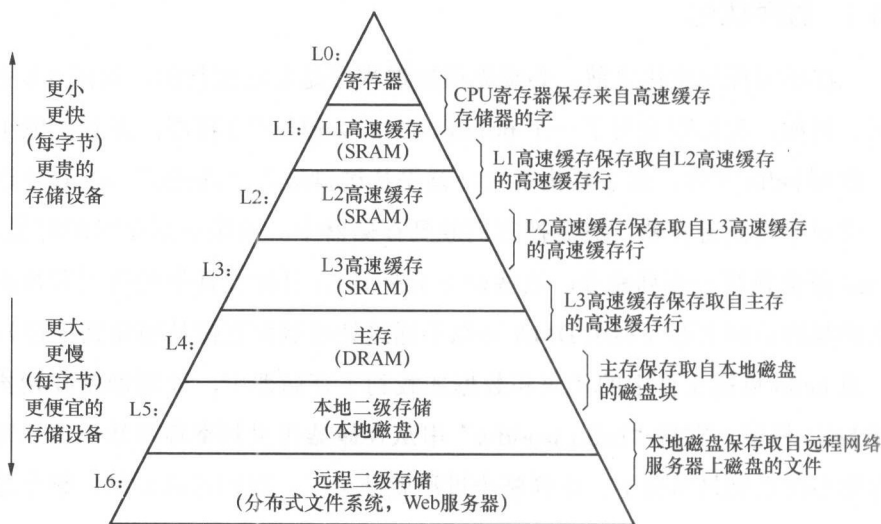 L0:
寄存器
CPU寄存器保存来自高速缓存
存储器的字
更小
更快
(每字节)
更贵的
存储设备
L1:
L1高速缓存
(SRAM)
L1高速缓存保存取自L2高速缓存
的高速缓存行
L2:
L2高速缓存
(SRAM)
L2高速缓存保存取自L3高速缓存
的高速缓存行
L3:
L3高速缓存
(SRAM)
L3高速缓存保存取自主存
的高速缓存行
更大
更慢
(每字节)
更便宜的
存储设备
L4:
主存
(DRAM)
主存保存取自本地磁盘
的磁盘块
L5:
本地二级存储
(本地磁盘)
本地磁盘保存取自远程网络
服务器上磁盘的文件
L6:
远程二级存储
(分布式文件系统，Web服务器)